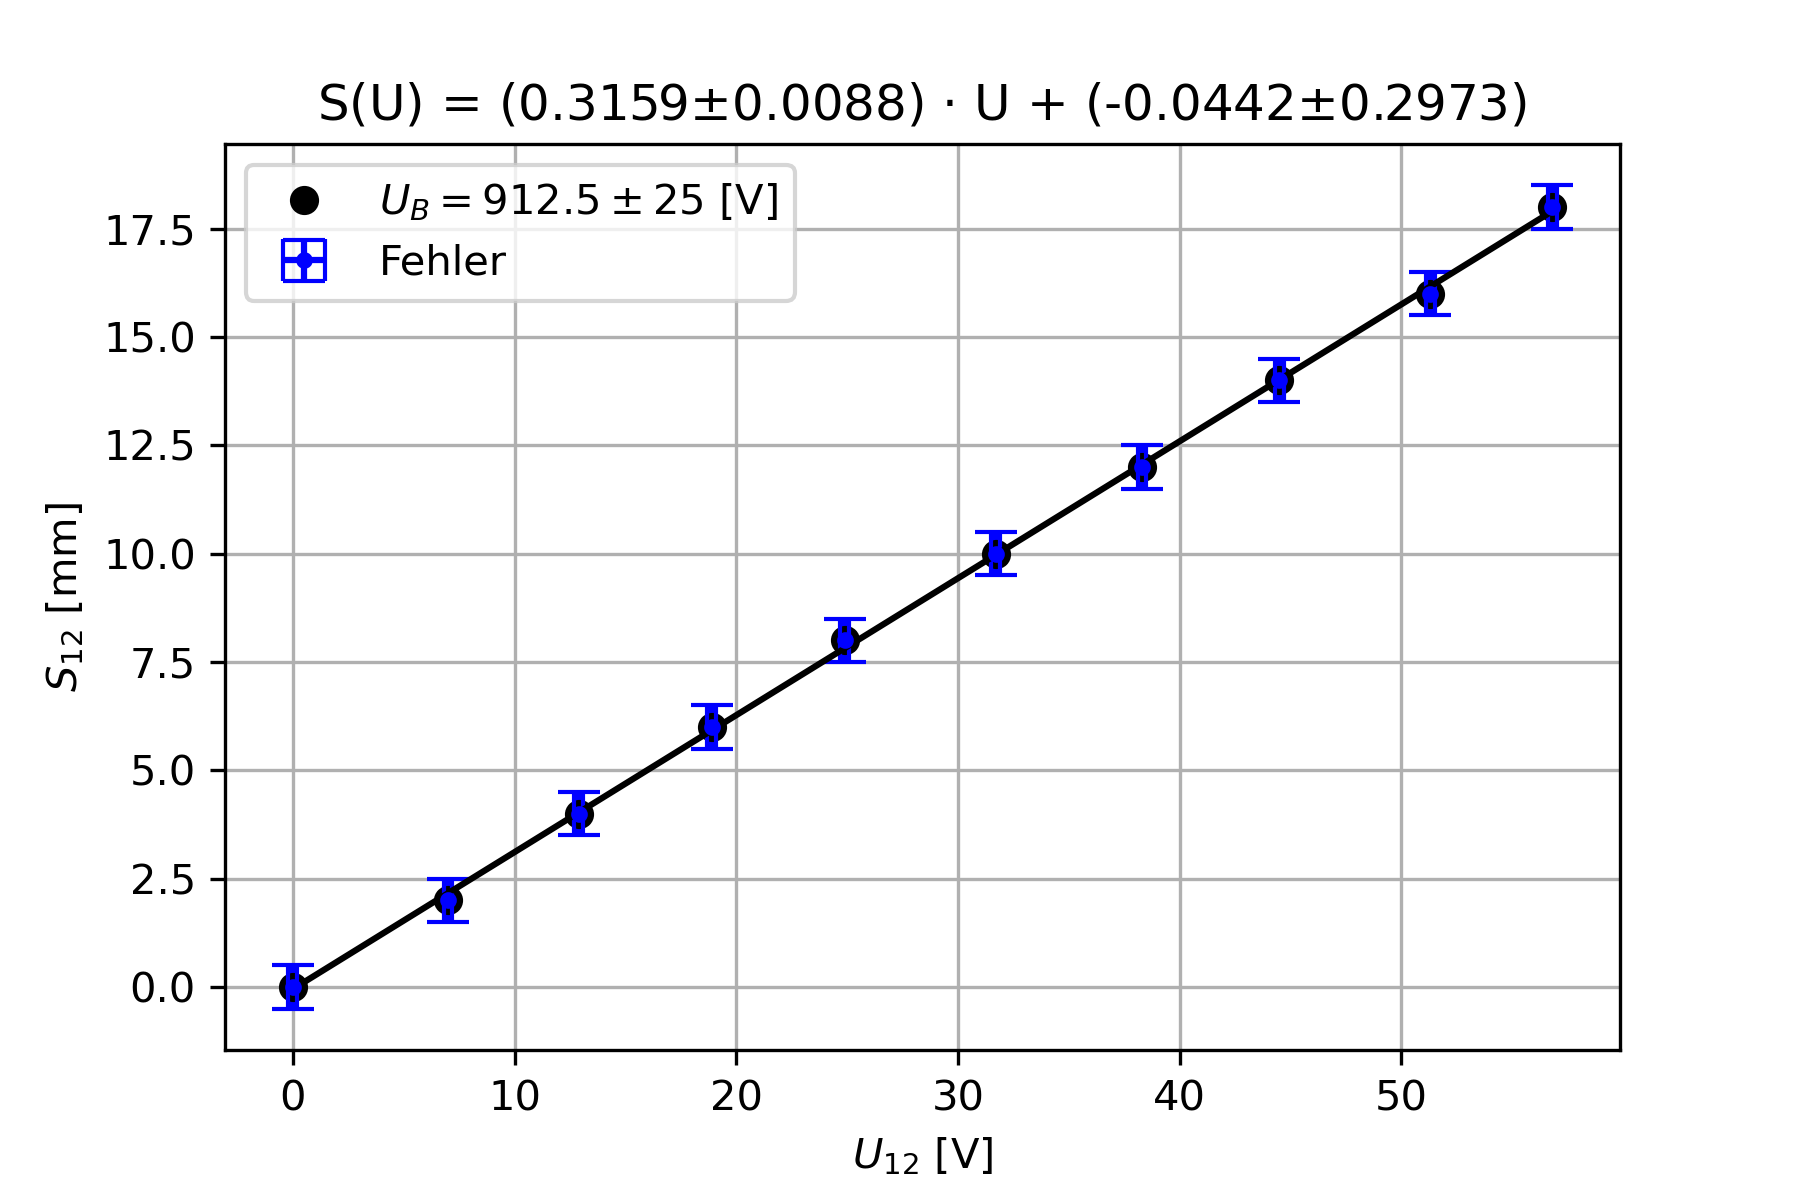 S(U) = (0.3159±0.0088) · U + (-0.0442±0.2973)
U_B = 912.5 ± 25 [V]
Fehler
17.5
15.0
12.5
10.0
7.5
5.0
2.5
0.0
S_12 [mm]
0 10 20 30 40 50
U_12 [V]